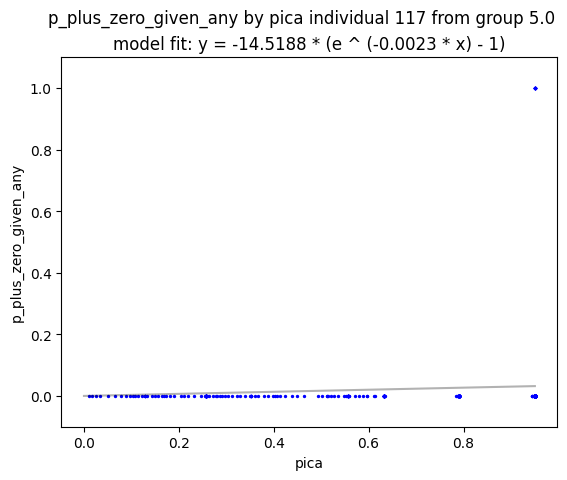 p_plus_zero_given_any by pica individual 117 from group 5.0
model fit: y = -14.5188 * (e ^ (-0.0023 * x) - 1)
1.0
0.8
0.6
0.4
0.2
0.0
p_plus_zero_given_any
0.0 0.2 0.4 0.6 0.8
pica